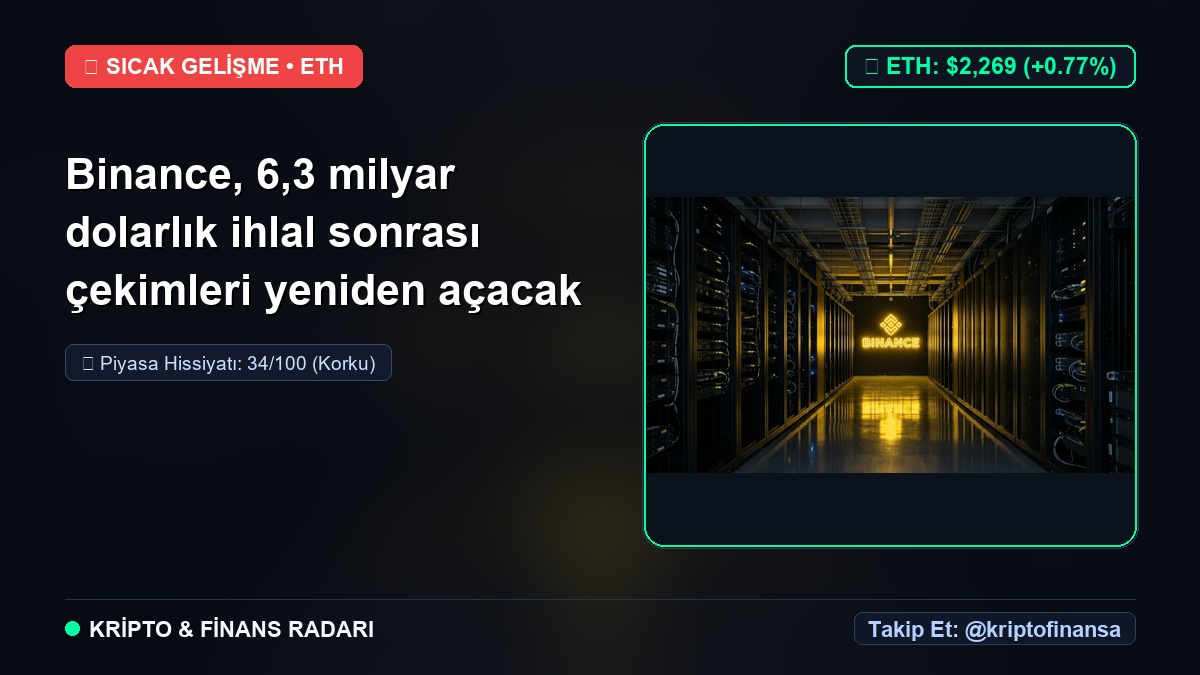 SICAK GELİŞME • ETH
ETH: $2,269 (+0.77%)
Binance, 6,3 milyar
dolarlık ihlal sonrası
çekimleri yeniden açacak
Piyasa Hissiyatı: 34/100 (Korku)
BINANCE
KRİPTO & FİNANS RADARI
Takip Et: @kriptofinansa